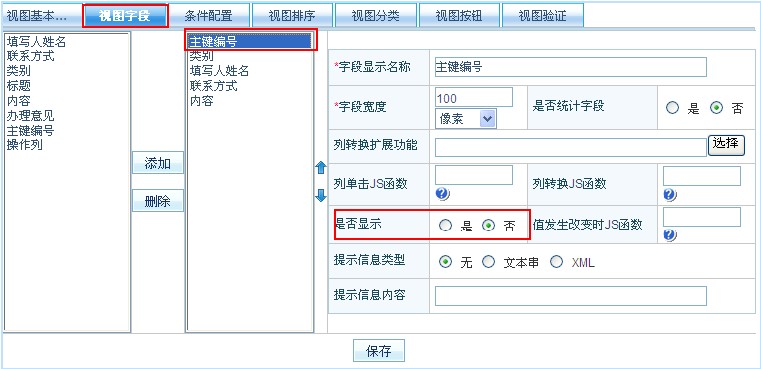 视图基本... 视图字段 条件配置 视图排序 视图分类 视图按钮 视图验证
填写人姓名
联系方式
类别
标题
内容
办理意见
主键编号
操作列
添加
删除
主键编号
类别
填写人姓名
联系方式
内容
*字段显示名称 主键编号
*字段宽度 100 像素 是否统计字段 是 否
列转换扩展功能 选择
列单击JS函数 列转换JS函数
是否显示 是 否 值发生改变时JS函数
提示信息类型 无 文本串 XML
提示信息内容
保存